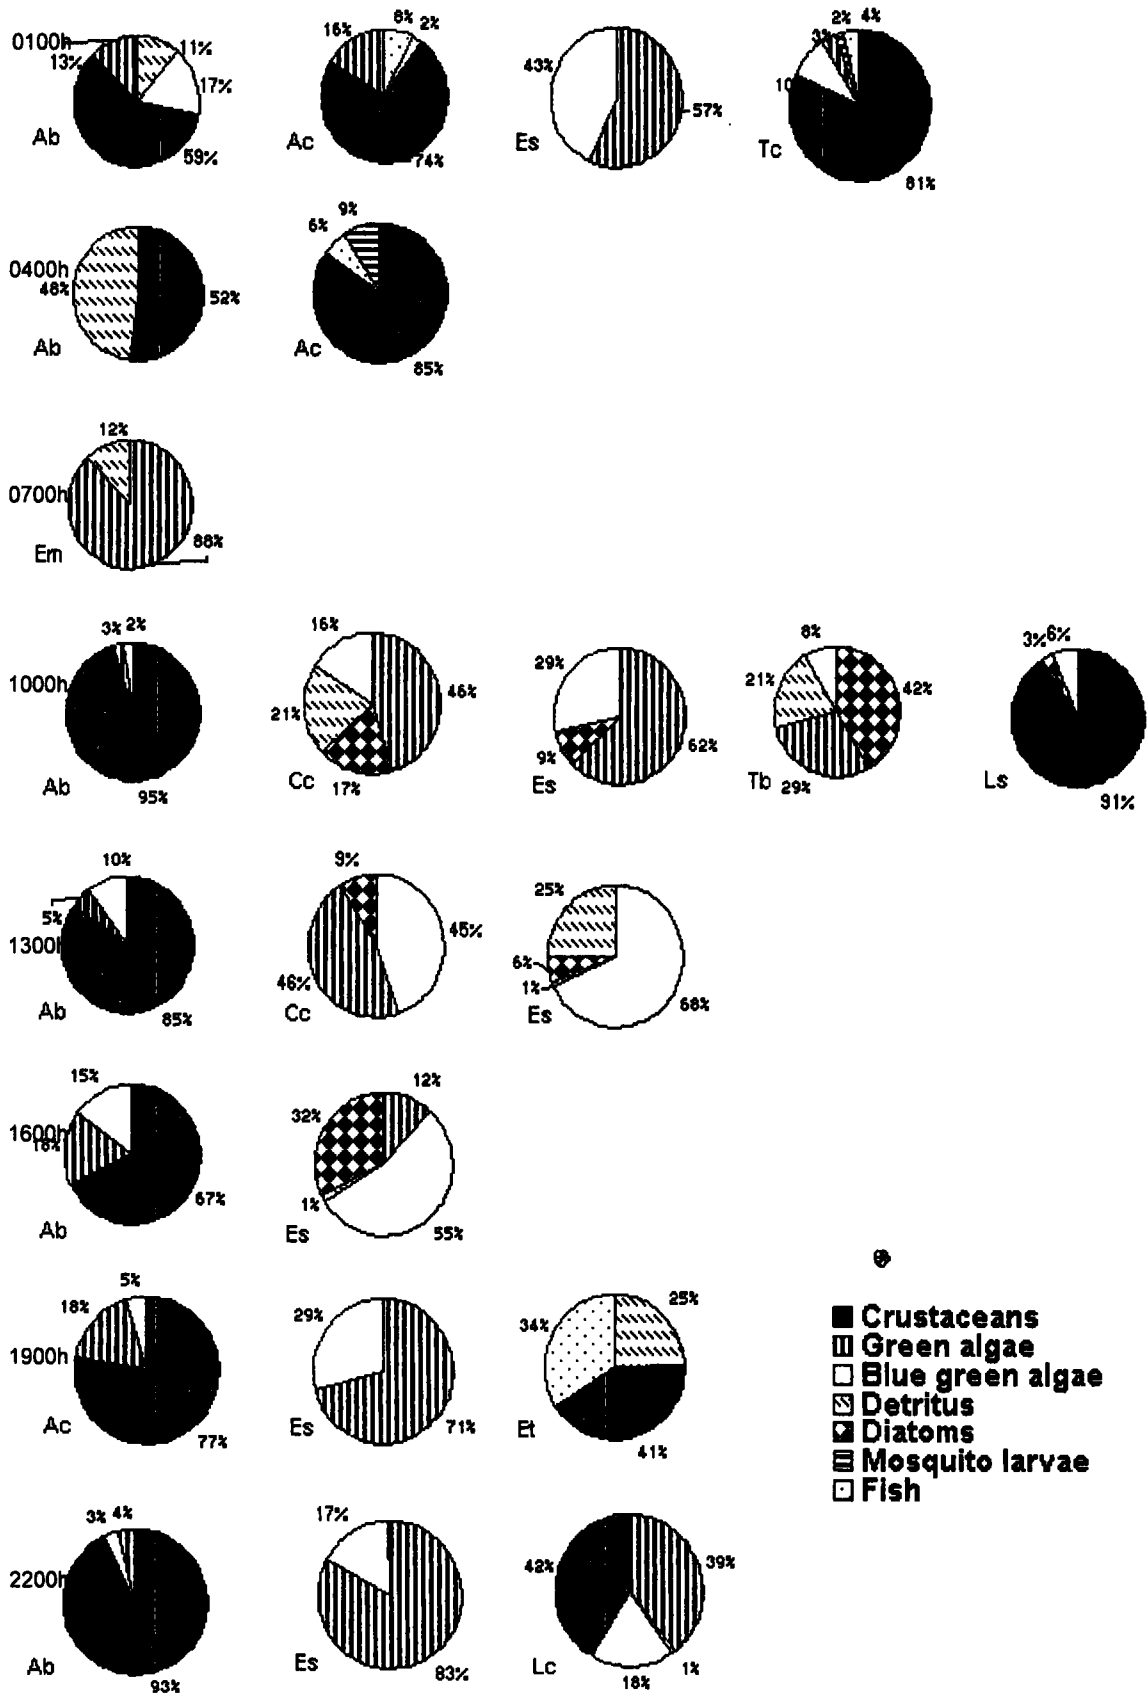 0100h
13%
11%
17%
59%
Ab
16%
8%
2%
74%
Ac
43%
57%
Es
3%
2%
4%
10
81%
Tc
0400h
48%
52%
Ab
6%
9%
85%
Ac
0700h
12%
88%
Em
1000h
3%
2%
95%
Ab
16%
46%
21%
17%
Cc
29%
62%
9%
Es
8%
42%
21%
29%
Tb
3%
6%
91%
Ls
1300h
10%
5%
85%
Ab
9%
45%
46%
Cc
25%
6%
1%
68%
Es
1600h
15%
18%
67%
Ab
12%
32%
1%
55%
Es
1900h
5%
18%
77%
Ac
29%
71%
Es
34%
25%
41%
Et
2200h
3%
4%
93%
Ab
17%
83%
Es
42%
39%
18%
1%
Lc
Crustaceans
Green algae
Blue green algae
Detritus
Diatoms
Mosquito larvae
Fish